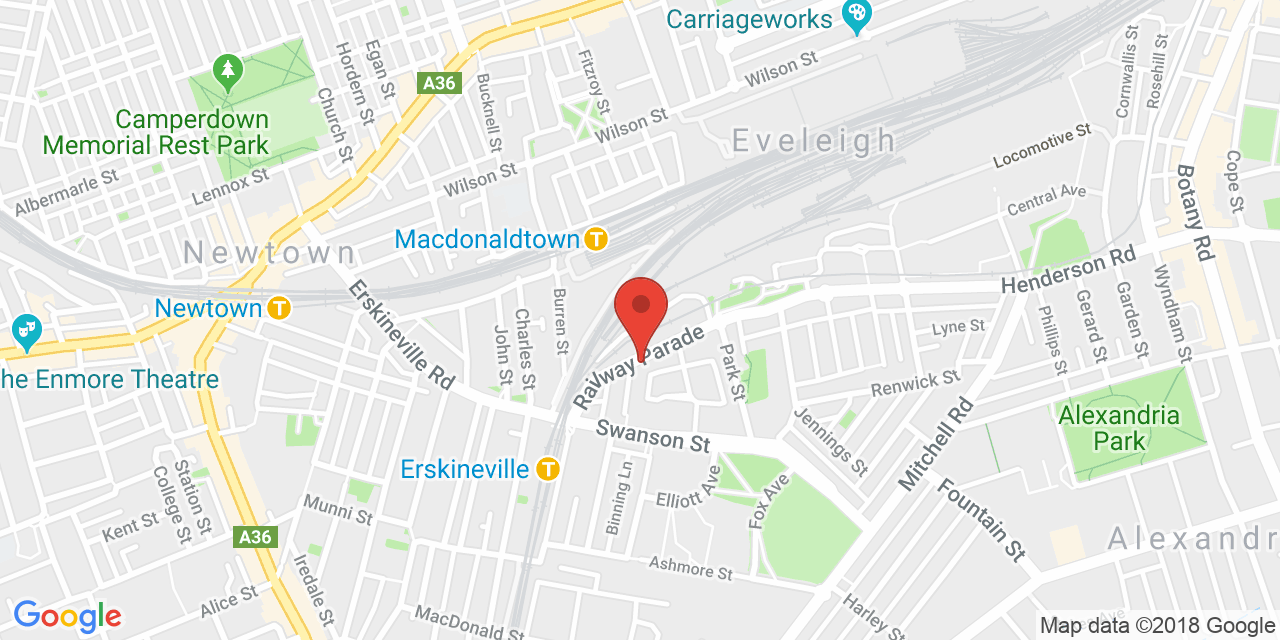 Carriageworks
Egan St
Hordern St
Wilson St
Fitzroy St
A36
Bucknell St
Church St
Cornwallis St
Rosehill St
Camperdown
Memorial Rest Park
Wilson St
Eveleigh
Locomotive St
Cope St
Albermarle St
Lennox St
Wilson St
Central Ave
Botany Rd
Newtown
Macdonaldtown
T
Henderson Rd
Newtown
T
Erskineville Rd
Burren St
Charles St
John St
Railway Parade
Park St
Lyne St
Phillips St
Gerard St
Garden St
Wyndham St
he Enmore Theatre
Renwick St
Alexandria
Park
Jennings St
Mitchell Rd
Swanson St
Erskineville
T
Station St
College St
Binning Ln
Elliott Ave
Fox Ave
Fountain St
Kent St
Munni St
A36
Alexandr
Iredale St
Ashmore St
Alice St
MacDonald St
Harley St
Ave
Google
Map data ©2018 Google